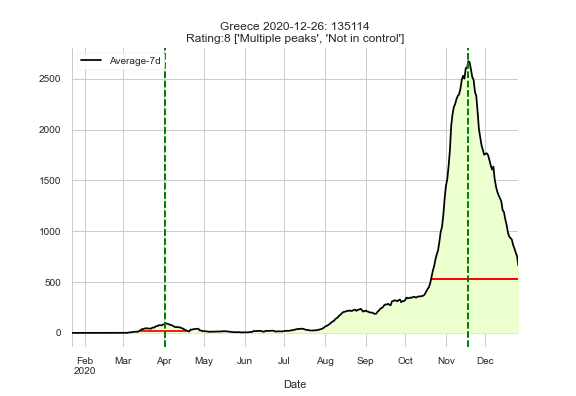 Greece 2020-12-26: 135114
Rating:8 ['Multiple peaks', 'Not in control']
Average-7d
2500
2000
1500
1000
500
0
Feb Mar Apr May Jun Jul Aug Sep Oct Nov Dec
2020
Date